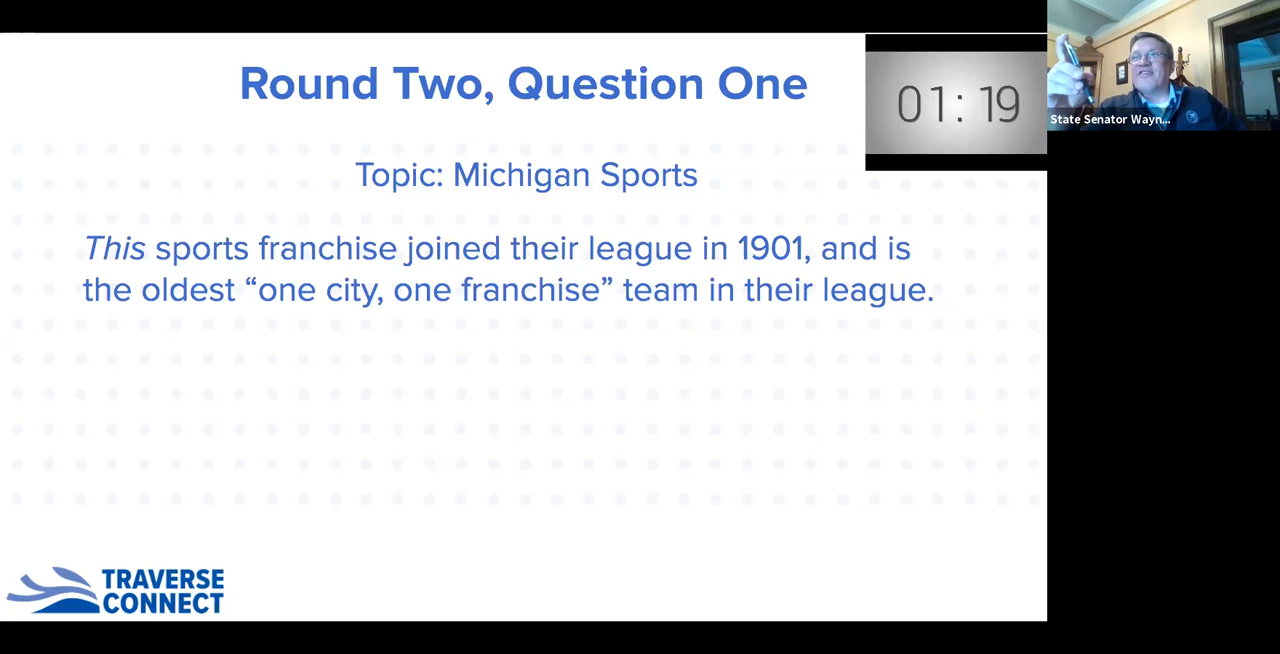 Round Two, Question One
01:19
State Senator Wayn...
Topic: Michigan Sports
This sports franchise joined their league in 1901, and is
the oldest “one city, one franchise” team in their league.
TRAVERSE
CONNECT